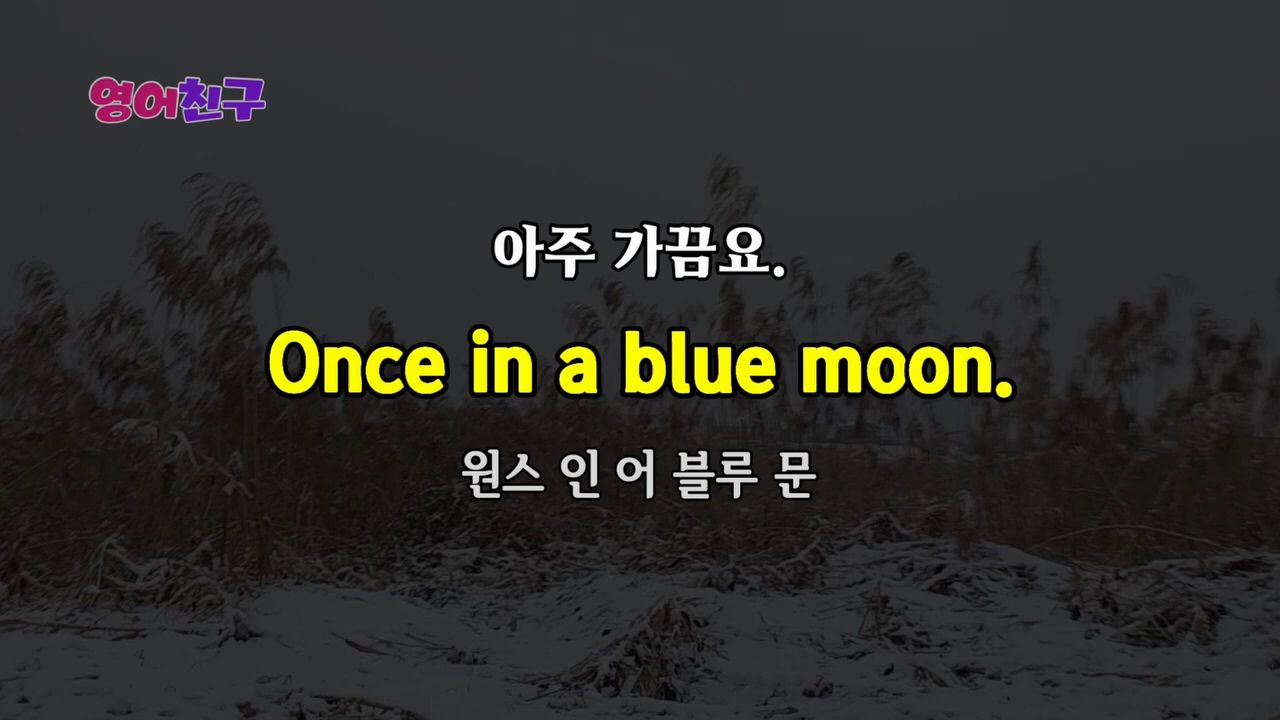 영어친구
아주 가끔요.
Once in a blue moon.
원스 인 어 블루 문